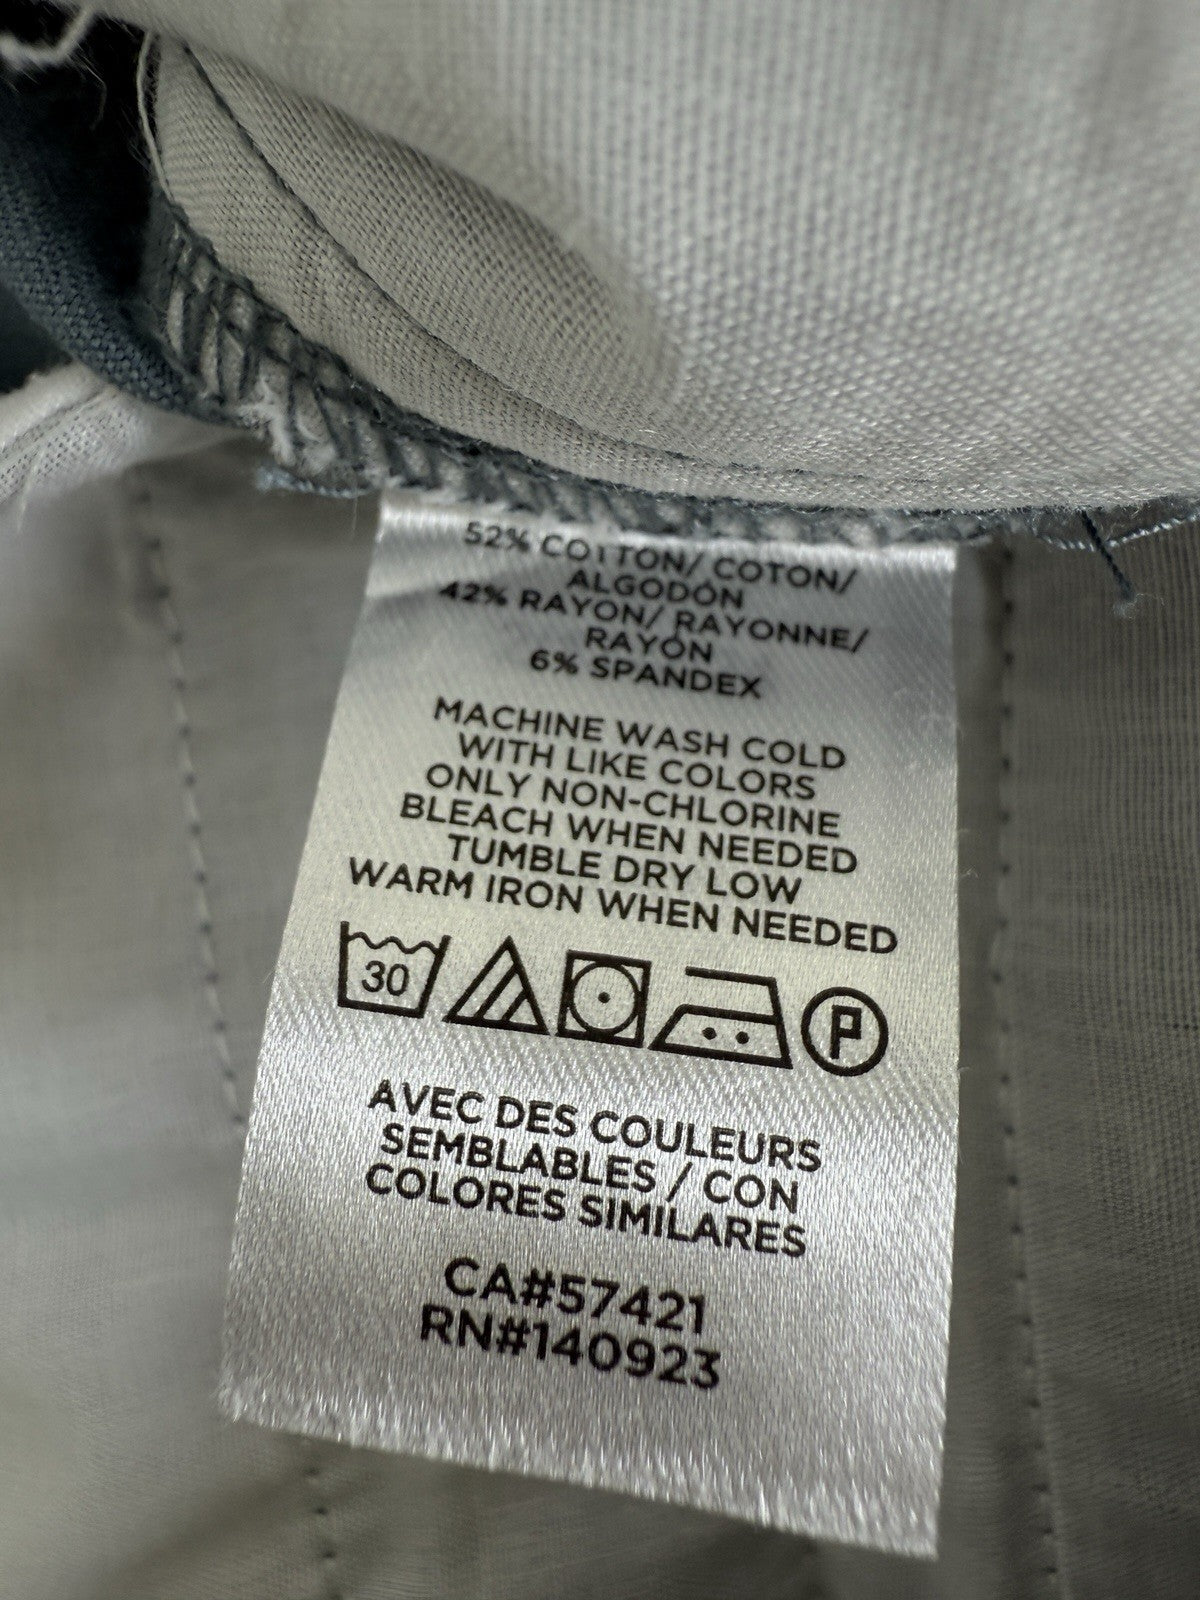 52% COTTON/ COTON/
ALGODÓN
42% RAYON/ RAYONNE/
RAYÓN
6% SPANDEX
MACHINE WASH COLD
WITH LIKE COLORS
ONLY NON-CHLORINE
BLEACH WHEN NEEDED
TUMBLE DRY LOW
WARM IRON WHEN NEEDED
30 P
AVEC DES COULEURS
SEMBLABLES / CON
COLORES SIMILARES
CA#57421
RN#140923